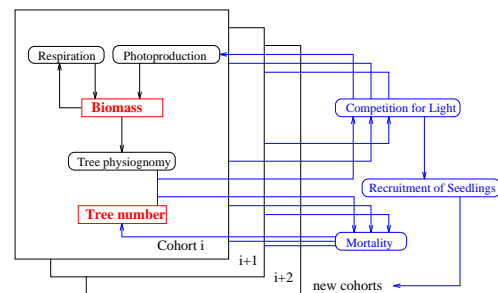 Respiration
Photoproduction
Biomass
Competition for Light
Tree physiognomy
Recruitment of Seedlings
Tree number
Cohort i
Mortality
i+1
i+2
new cohorts